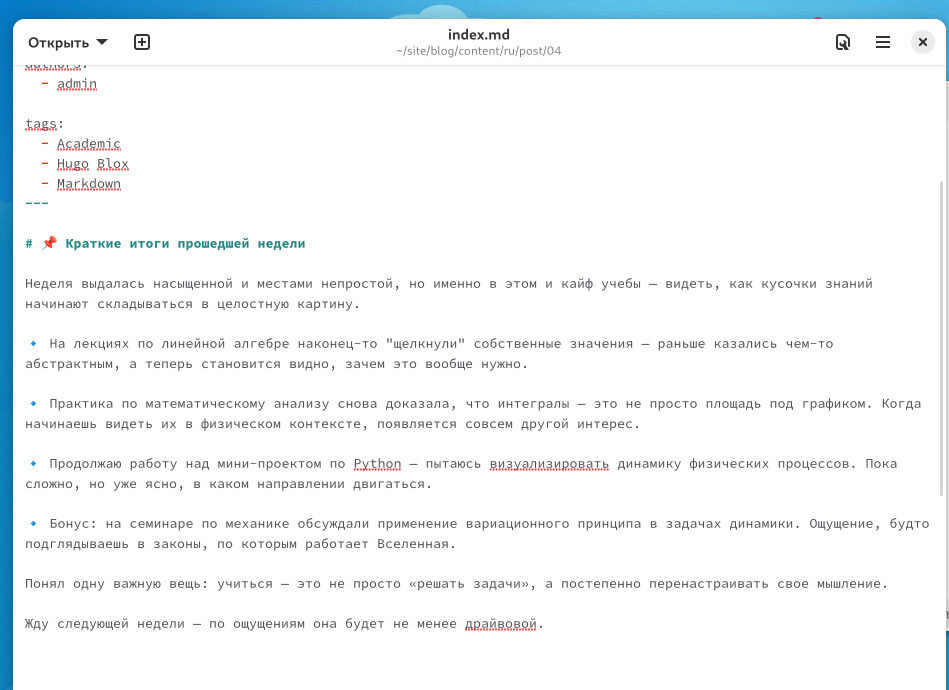 Открыть
index.md
~/site/blog/content/ru/post/04
authors:
- admin
tags:
- Academic
- Hugo Blox
- Markdown
---
# 📌 Краткие итоги прошедшей недели
Неделя выдалась насыщенной и местами непростой, но именно в этом и кайф учебы — видеть, как кусочки знаний
начинают складываться в целостную картину.
🔹 На лекциях по линейной алгебре наконец-то "щелкнули" собственные значения — раньше казались чем-то
абстрактным, а теперь становится видно, зачем это вообще нужно.
🔹 Практика по математическому анализу снова доказала, что интегралы — это не просто площадь под графиком. Когда
начинаешь видеть их в физическом контексте, появляется совсем другой интерес.
🔹 Продолжаю работу над мини-проектом по Python — пытаюсь визуализировать динамику физических процессов. Пока
сложно, но уже ясно, в каком направлении двигаться.
🔹 Бонус: на семинаре по механике обсуждали применение вариационного принципа в задачах динамики. Ощущение, будто
подглядываешь в законы, по которым работает Вселенная.
Понял одну важную вещь: учиться — это не просто «решать задачи», а постепенно перенастраивать свое мышление.
Жду следующей недели — по ощущениям она будет не менее драйвовой.